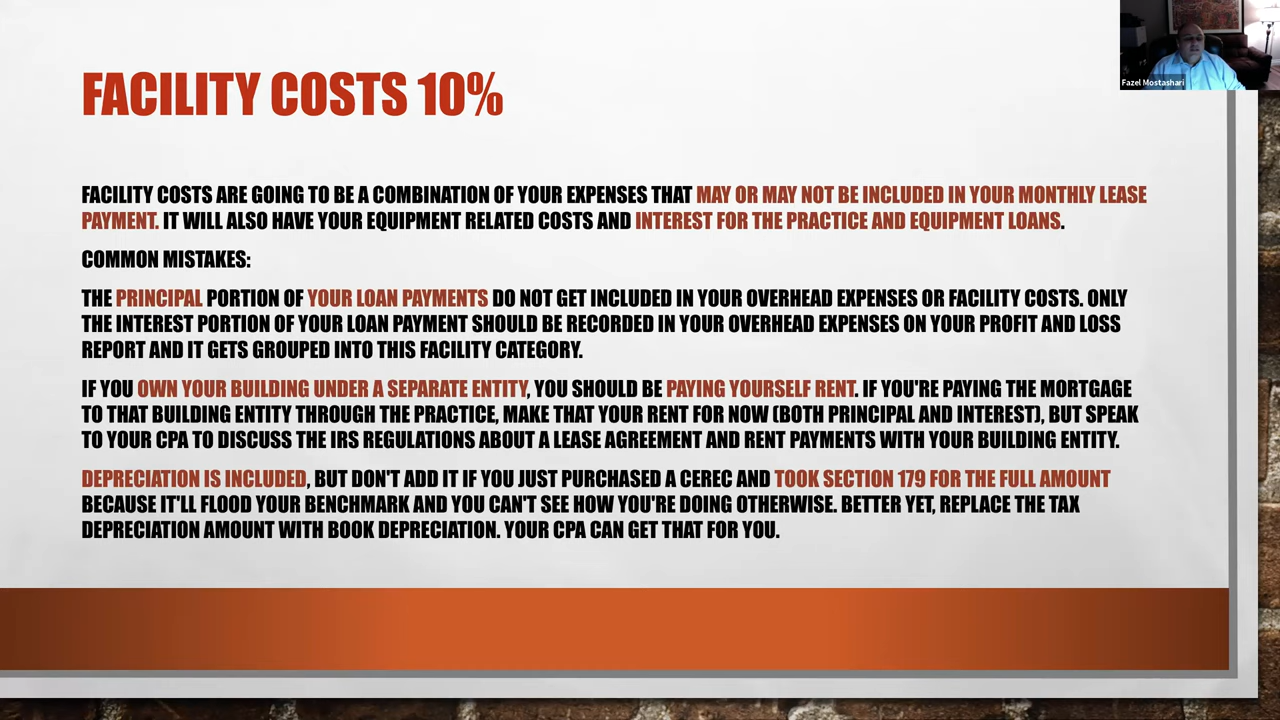 FACILITY COSTS 10%
Fazel Mostashari
FACILITY COSTS ARE GOING TO BE A COMBINATION OF YOUR EXPENSES THAT MAY OR MAY NOT BE INCLUDED IN YOUR MONTHLY LEASE
PAYMENT. IT WILL ALSO HAVE YOUR EQUIPMENT RELATED COSTS AND INTEREST FOR THE PRACTICE AND EQUIPMENT LOANS.
COMMON MISTAKES:
THE PRINCIPAL PORTION OF YOUR LOAN PAYMENTS DO NOT GET INCLUDED IN YOUR OVERHEAD EXPENSES OR FACILITY COSTS. ONLY
THE INTEREST PORTION OF YOUR LOAN PAYMENT SHOULD BE RECORDED IN YOUR OVERHEAD EXPENSES ON YOUR PROFIT AND LOSS
REPORT AND IT GETS GROUPED INTO THIS FACILITY CATEGORY.
IF YOU OWN YOUR BUILDING UNDER A SEPARATE ENTITY, YOU SHOULD BE PAYING YOURSELF RENT. IF YOU'RE PAYING THE MORTGAGE
TO THAT BUILDING ENTITY THROUGH THE PRACTICE, MAKE THAT YOUR RENT FOR NOW (BOTH PRINCIPAL AND INTEREST), BUT SPEAK
TO YOUR CPA TO DISCUSS THE IRS REGULATIONS ABOUT A LEASE AGREEMENT AND RENT PAYMENTS WITH YOUR BUILDING ENTITY.
DEPRECIATION IS INCLUDED, BUT DON'T ADD IT IF YOU JUST PURCHASED A CEREC AND TOOK SECTION 179 FOR THE FULL AMOUNT
BECAUSE IT'LL FLOOD YOUR BENCHMARK AND YOU CAN'T SEE HOW YOU'RE DOING OTHERWISE. BETTER YET, REPLACE THE TAX
DEPRECIATION AMOUNT WITH BOOK DEPRECIATION. YOUR CPA CAN GET THAT FOR YOU.